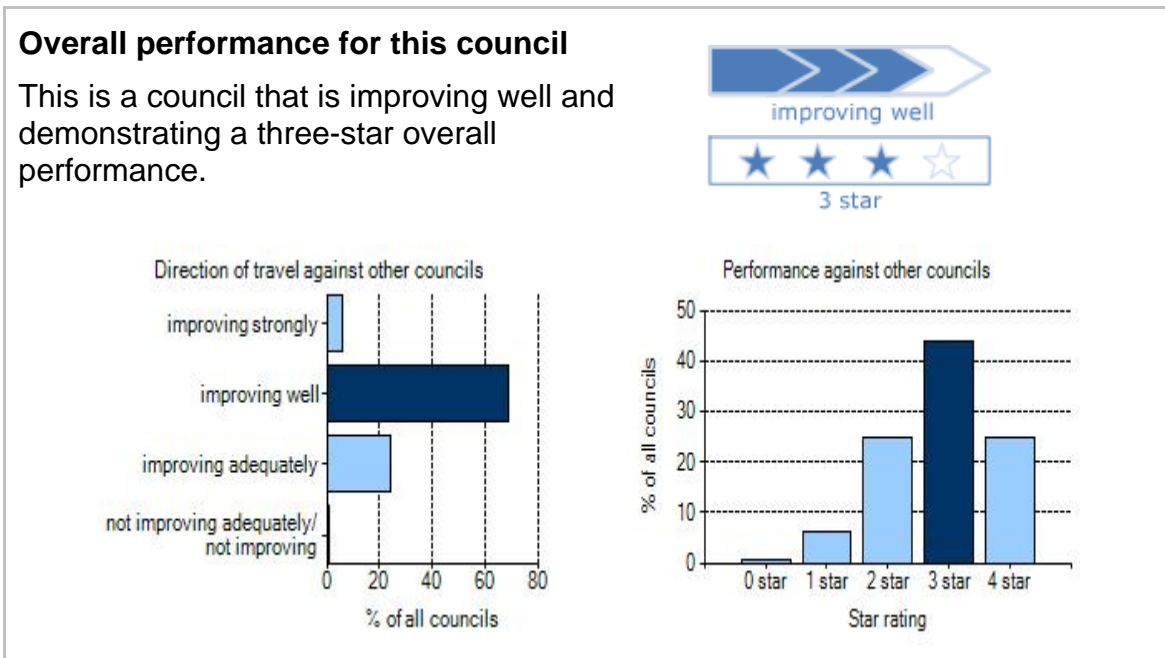 Overall performance for this council
This is a council that is improving well and
demonstrating a three-star overall
performance.
improving well
3 star
Direction of travel against other councils
improving strongly
improving well
improving adequately
not improving adequately/
not improving
0 20 40 60 80
% of all councils
Performance against other councils
50
40
30
20
10
0
% of all councils
0 star 1 star 2 star 3 star 4 star
Star rating